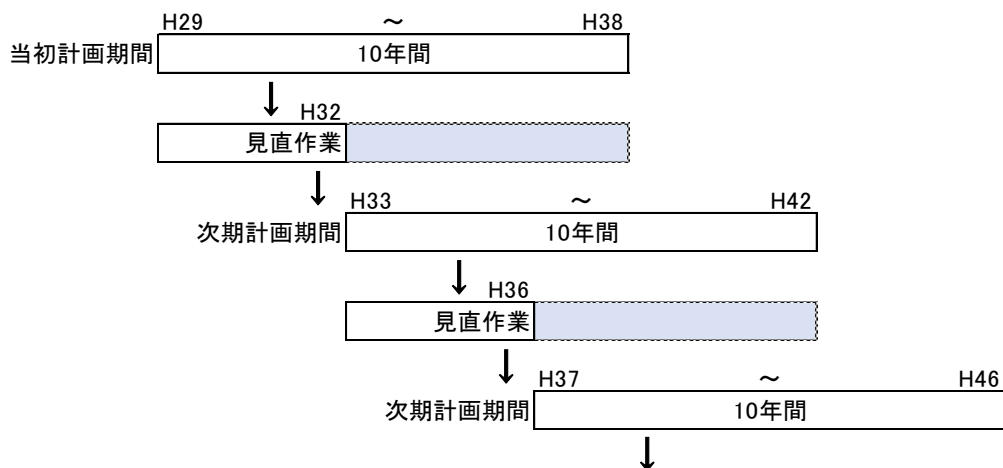 H29 ～ H38
当初計画期間 10年間
H32
見直作業
H33 ～ H42
次期計画期間 10年間
H36
見直作業
H37 ～ H46
次期計画期間 10年間